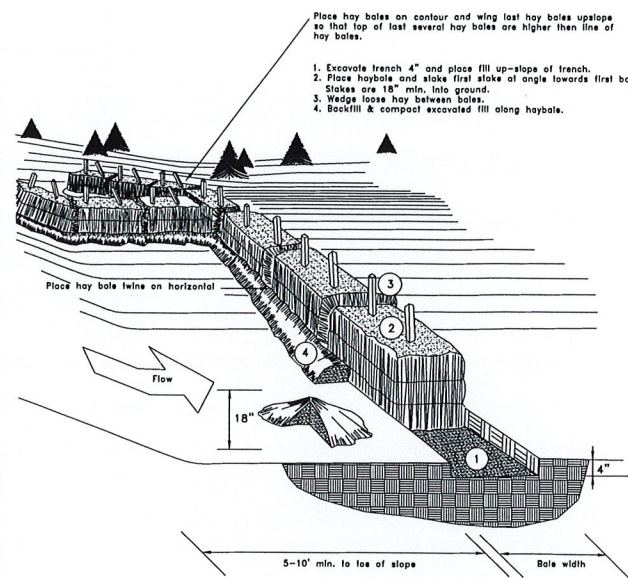 Place hay bales on contour and wing last hay bales upslope
so that top of last several hay bales are higher then line of
hay bales.
1. Excavate trench 4" and place fill up-slope of trench.
2. Place haybale and stake first stake at angle towards first ba
Stakes are 18" min. into ground.
3. Wedge loose hay between bales.
4. Backfill & compact excavated fill along haybale.
Place hay bale twine on horizontal
3
2
4
Flow
18"
1
4"
5-10' min. to toe of slope
Bale width